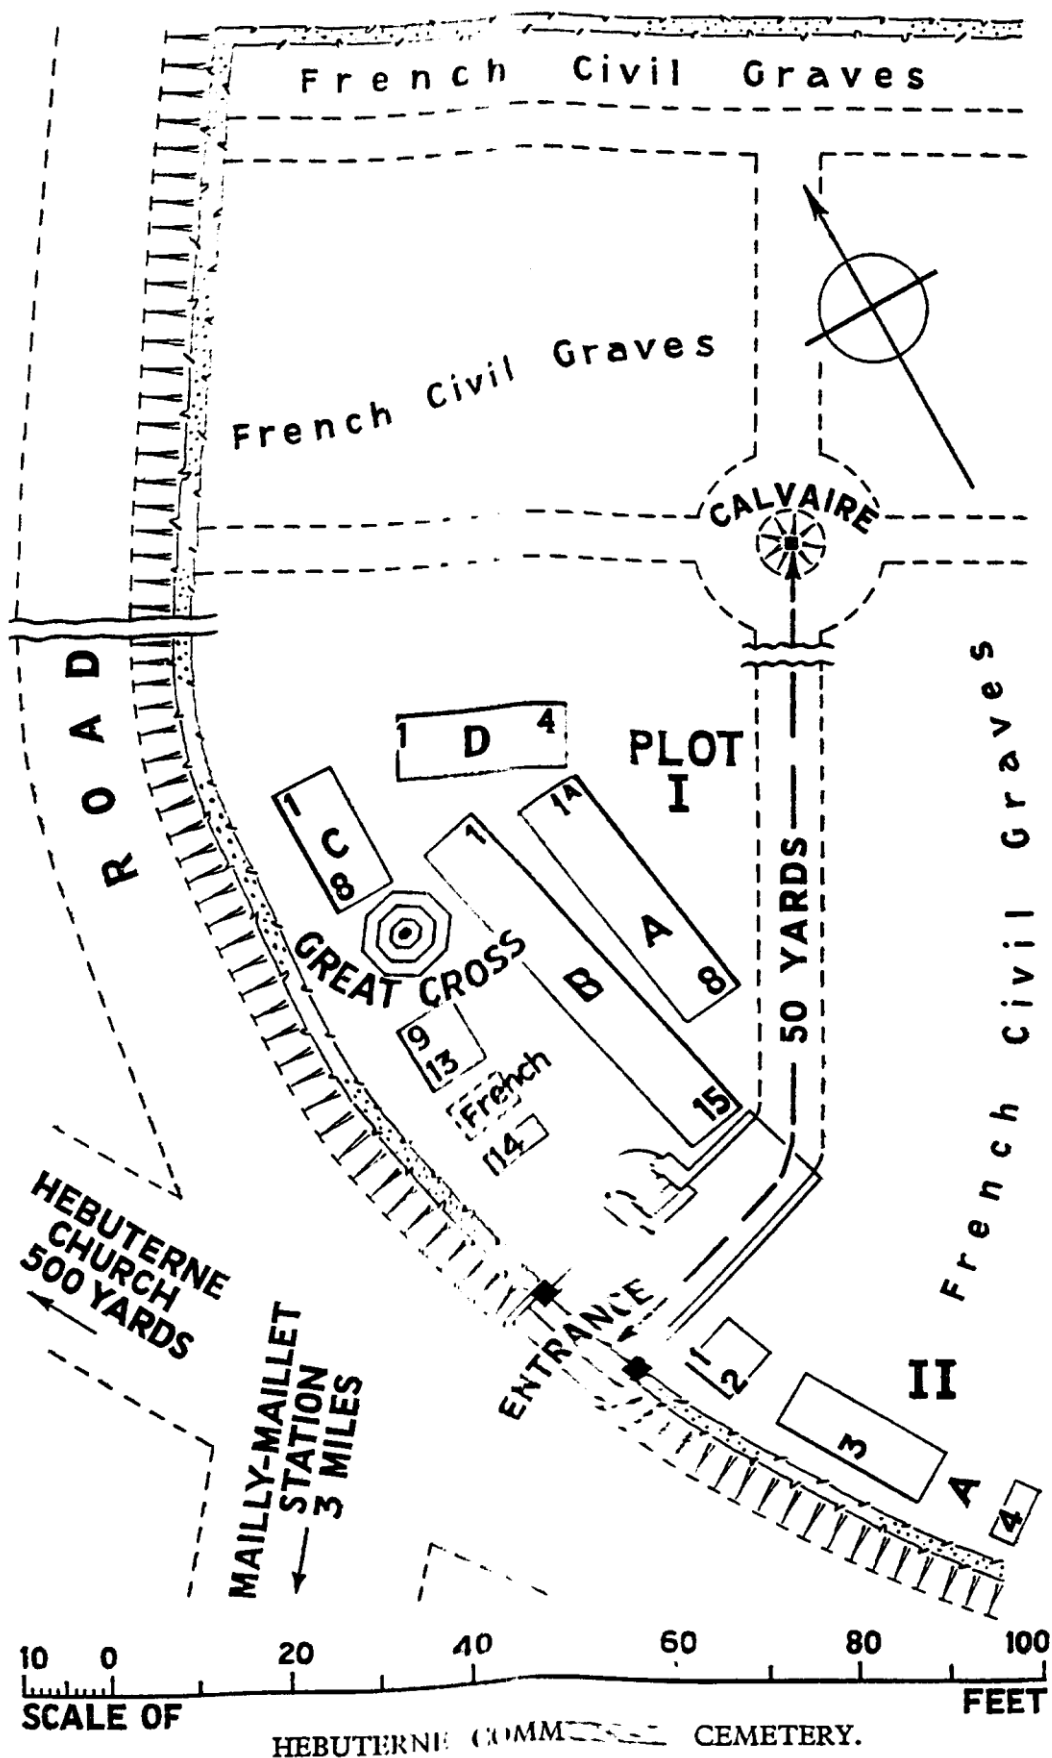 French Civil Graves
French Civil Graves
CALVAIRE
ROAD
1 D 4
PLOT
I
1 C 8
1A A 8
1 B 15
GREAT CROSS
50 YARDS
French Civil Graves
9
13
French
14
HEBUTERNE
CHURCH
500 YARDS
ENTRANCE
1
2
II
3
A
4
MAILLY-MAILLET
STATION
3 MILES
10 0 20 40 60 80 100
SCALE OF FEET
HEBUTERNE CEMETERY.